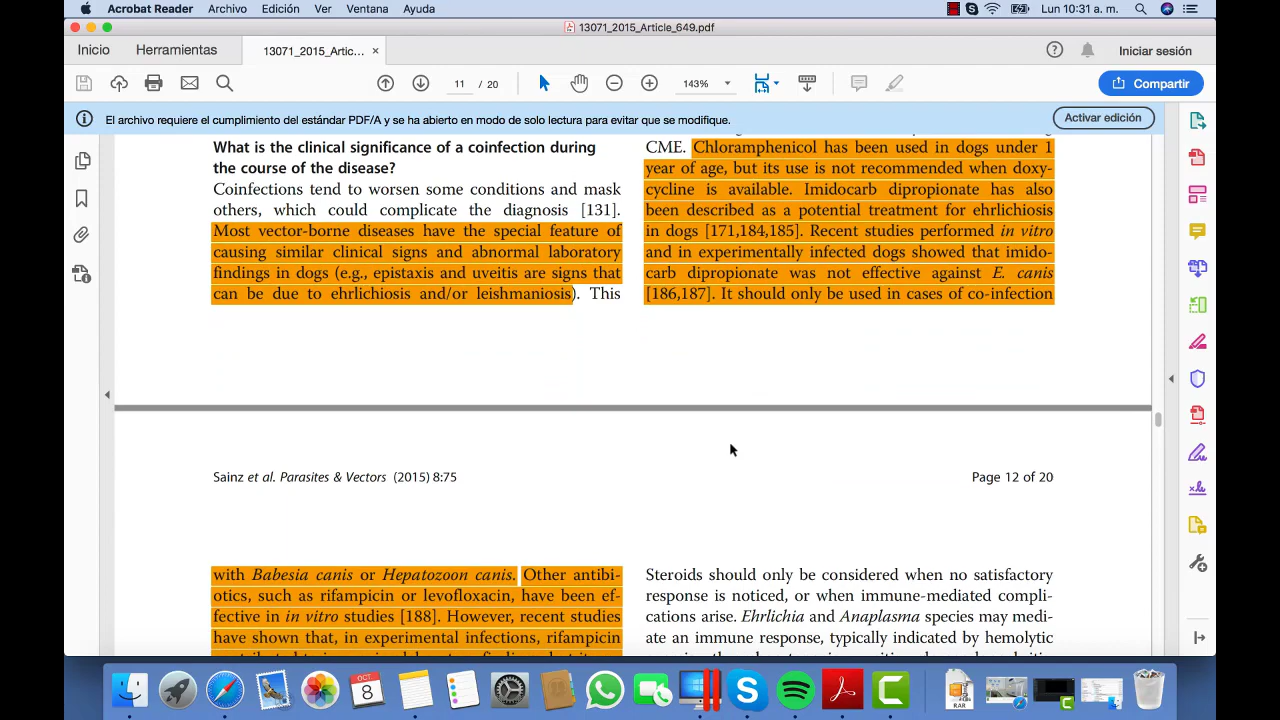 Acrobat Reader Archivo Edición Ver Ventana Ayuda Lun 10:31 a. m.
13071_2015_Article_649.pdf
Inicio Herramientas 13071_2015_Artic... × Iniciar sesión
11 / 20 143% Compartir
El archivo requiere el cumplimiento del estándar PDF/A y se ha abierto en modo de solo lectura para evitar que se modifique. Activar edición
What is the clinical significance of a coinfection during
the course of the disease?
Coinfections tend to worsen some conditions and mask
others, which could complicate the diagnosis [131].
Most vector-borne diseases have the special feature of
causing similar clinical signs and abnormal laboratory
findings in dogs (e.g., epistaxis and uveitis are signs that
can be due to ehrlichiosis and/or leishmaniosis). This
CME. Chloramphenicol has been used in dogs under 1
year of age, but its use is not recommended when doxy-
cycline is available. Imidocarb dipropionate has also
been described as a potential treatment for ehrlichiosis
in dogs [171,184,185]. Recent studies performed in vitro
and in experimentally infected dogs showed that imido-
carb dipropionate was not effective against E. canis
[186,187]. It should only be used in cases of co-infection
Sainz et al. Parasites & Vectors (2015) 8:75 Page 12 of 20
with Babesia canis or Hepatozoon canis. Other antibi-
otics, such as rifampicin or levofloxacin, have been ef-
fective in in vitro studies [188]. However, recent studies
have shown that, in experimental infections, rifampicin
Steroids should only be considered when no satisfactory
response is noticed, or when immune-mediated compli-
cations arise. Ehrlichia and Anaplasma species may medi-
ate an immune response, typically indicated by hemolytic
OCT
8
RAR